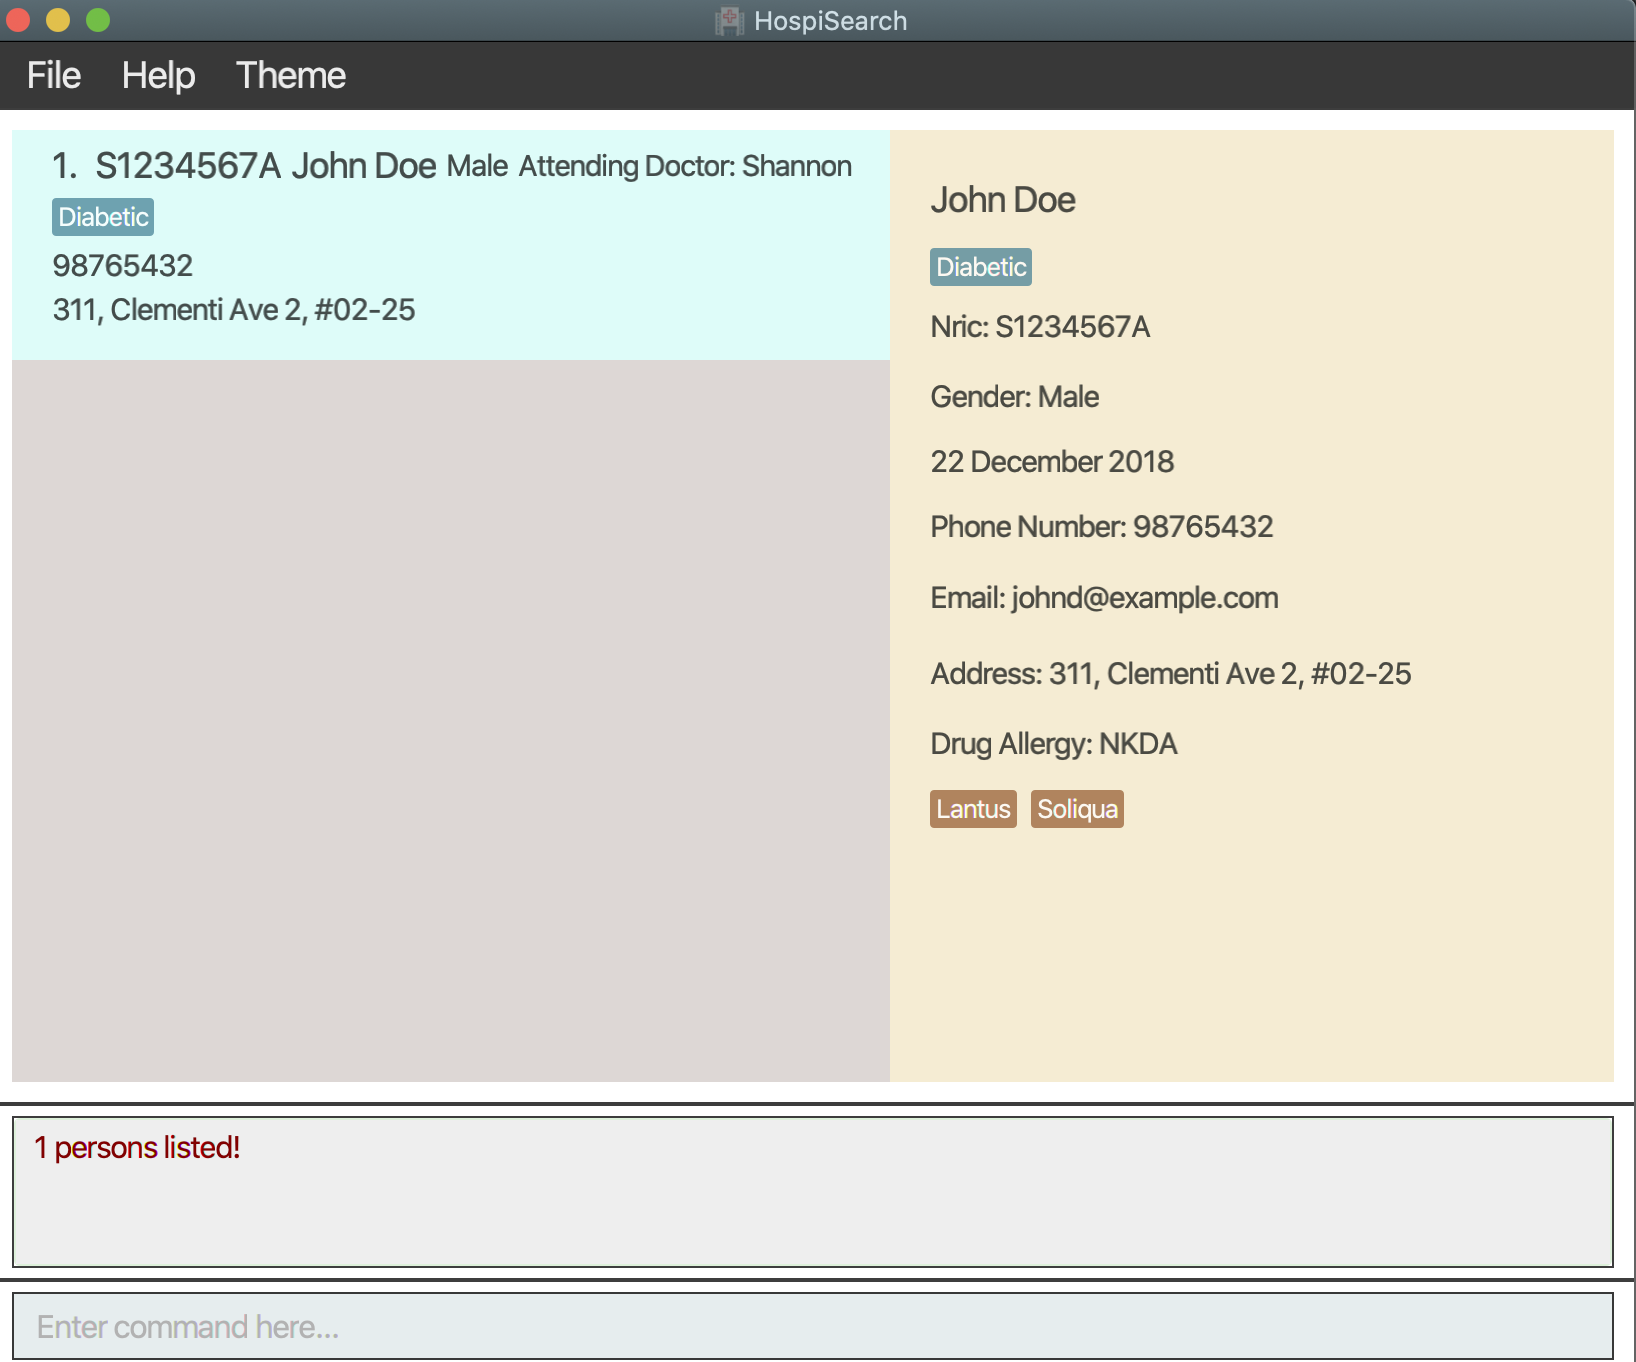 HospiSearch
File Help Theme
1. S1234567A John Doe Male Attending Doctor: Shannon
Diabetic
98765432
311, Clementi Ave 2, #02-25
John Doe
Diabetic
Nric: S1234567A
Gender: Male
22 December 2018
Phone Number: 98765432
Email: johnd@example.com
Address: 311, Clementi Ave 2, #02-25
Drug Allergy: NKDA
Lantus Soliqua
1 persons listed!
Enter command here...